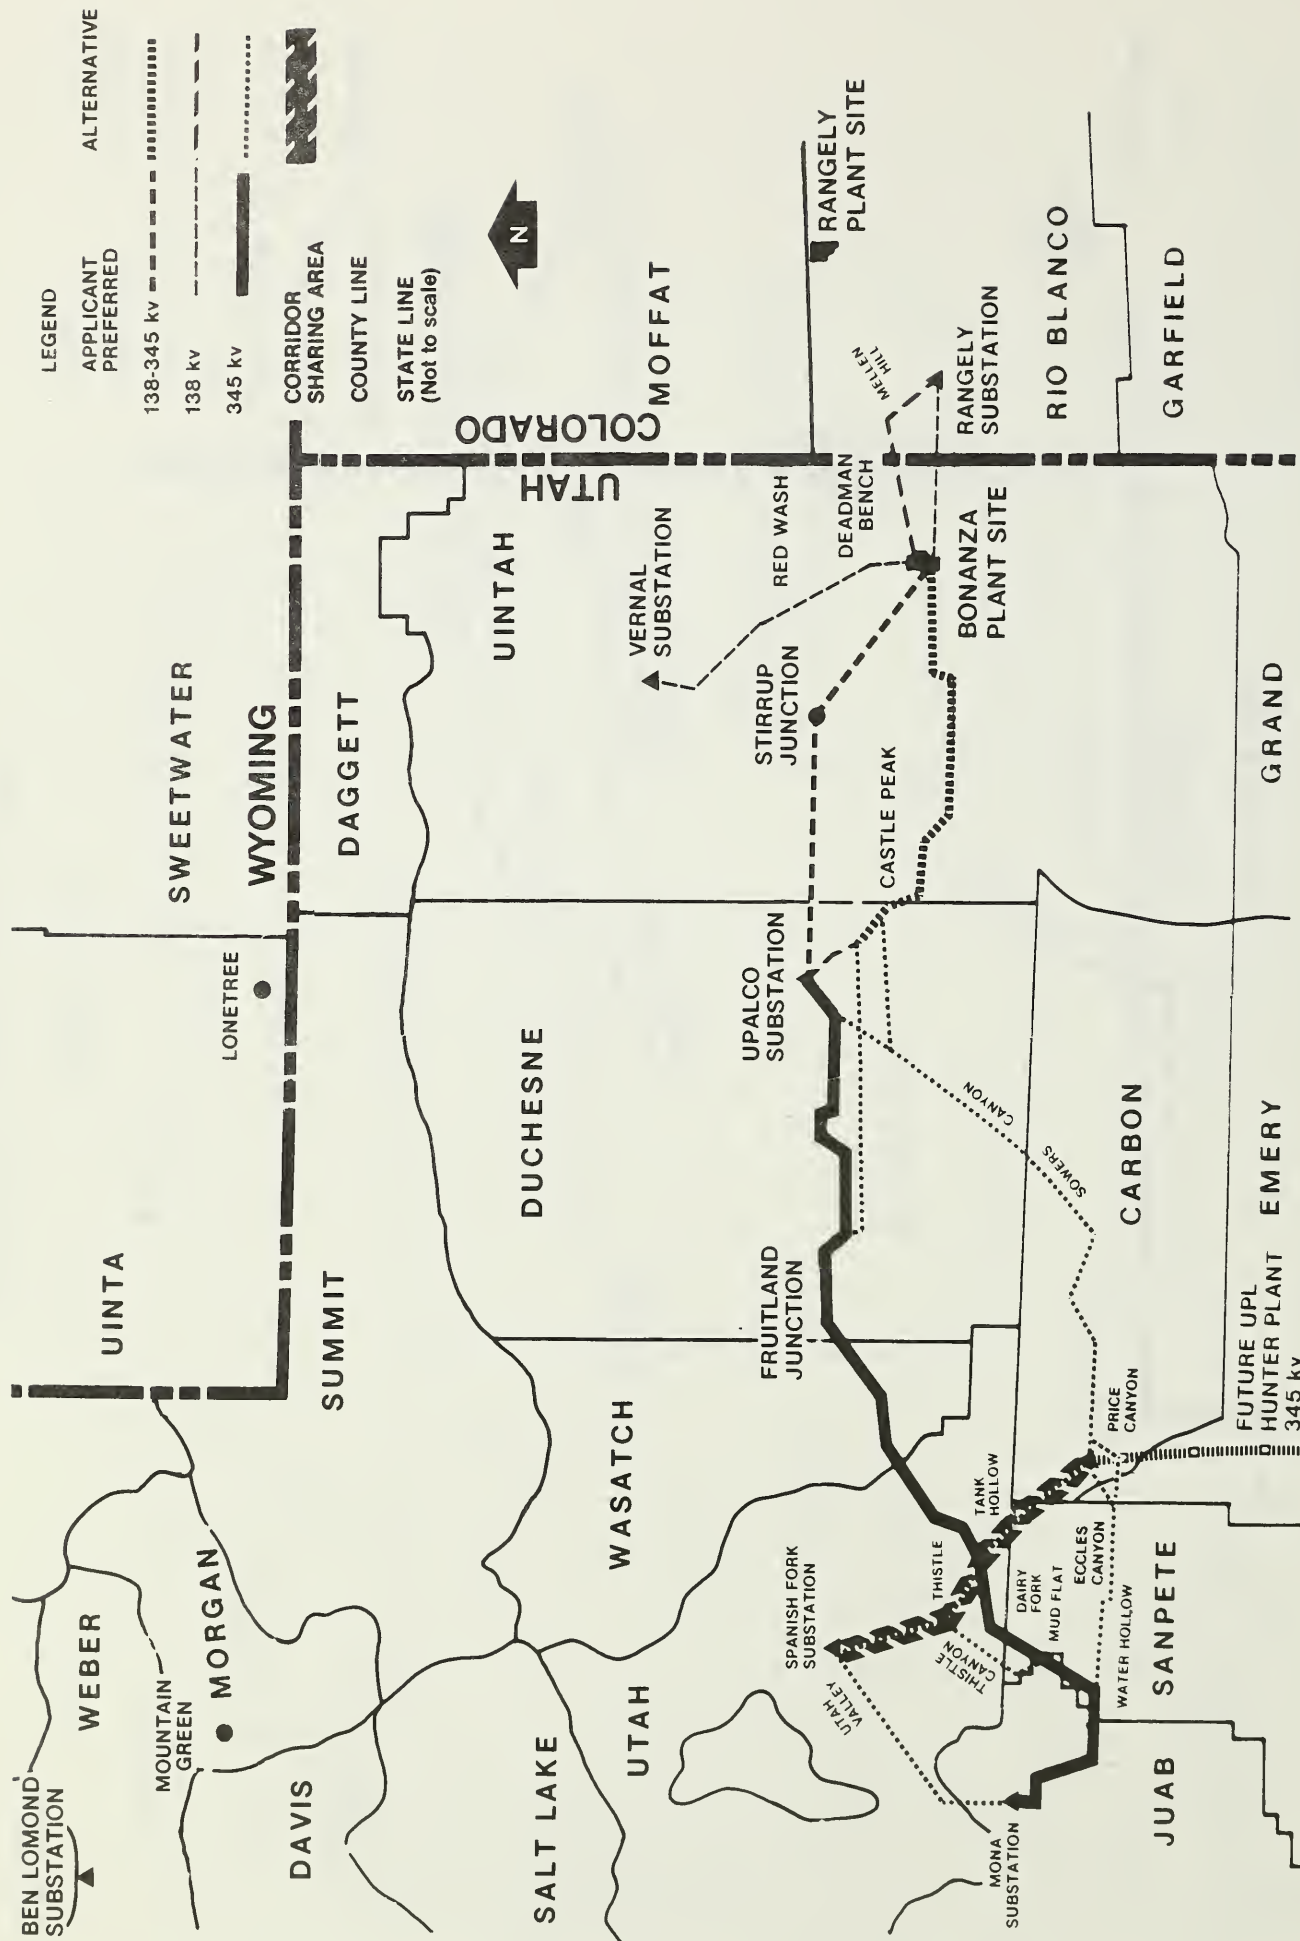 LEGEND
APPLICANT
PREFERRED
ALTERNATIVE
138-345 kv
138 kv
345 kv
CORRIDOR
SHARING AREA
COUNTY LINE
STATE LINE
(Not to scale)
N
BEN LOMOND
SUBSTATION
WEBER
MOUNTAIN
GREEN
MORGAN
DAVIS
SALT LAKE
UINTA
SUMMIT
LONETREE
SWEETWATER
WYOMING
DAGGETT
UINTAH
UTAH
COLORADO
MOFFAT
VERNAL
SUBSTATION
RED WASH
DEADMAN
BENCH
MELLEN
HILL
RANGELY
PLANT SITE
RANGELY
SUBSTATION
RIO BLANCO
GARFIELD
BONANZA
PLANT SITE
STIRRUP
JUNCTION
CASTLE PEAK
GRAND
UPALCO
SUBSTATION
DUCHESNE
FRUITLAND
JUNCTION
SOWERS
CANYON
CARBON
EMERY
FUTURE UPL
HUNTER PLANT
345 kv
PRICE
CANYON
WASATCH
TANK
HOLLOW
THISTLE
SPANISH FORK
SUBSTATION
DAIRY
FORK
MUD FLAT
ECCLES
CANYON
WATER HOLLOW
THISTLE
CANYON
UTAH
VALLEY
UTAH
SANPETE
JUAB
MONA
SUBSTATION